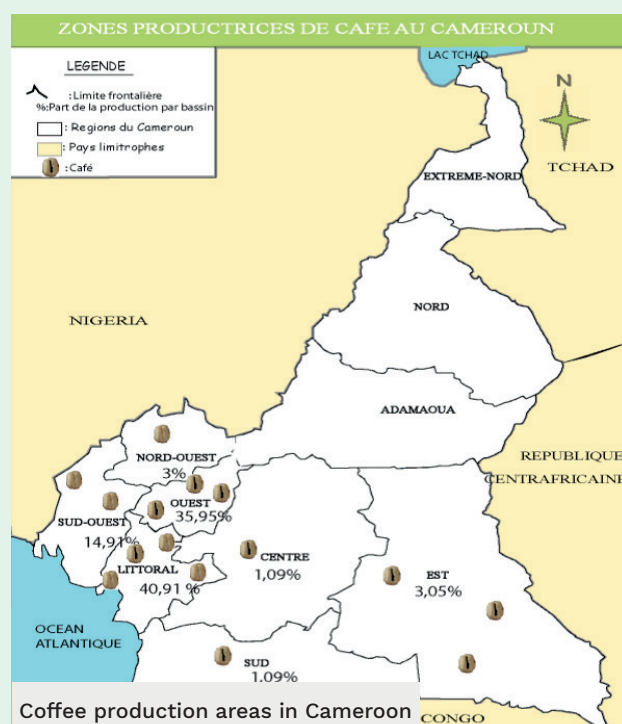 ZONES PRODUCTRICES DE CAFE AU CAMEROUN
LEGENDE
:Limite frontalière
%:Part de la production par bassin
: Regions du Cameroun
: Pays limitrophes
: Café
LAC TCHAD
N
TCHAD
EXTREME-NORD
NORD
NIGERIA
ADAMAOUA
REPUBLIQUE
CENTRAFRICAINE
NORD-OUEST
3%
OUEST
35,95%
SUD-OUEST
14,91%
LITTORAL
40,91 %
CENTRE
1,09%
EST
3,05%
OCEAN
ATLANTIQUE
SUD
1,09%
CONGO
Coffee production areas in Cameroon